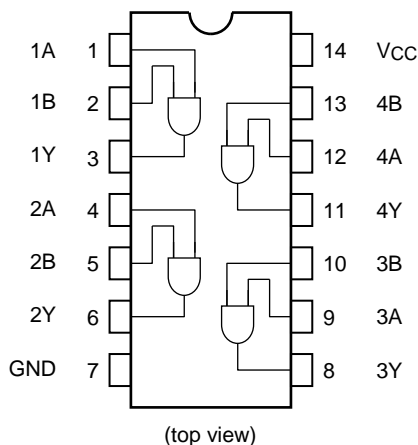 1A 1 14 VCC
1B 2 13 4B
1Y 3 12 4A
2A 4 11 4Y
2B 5 10 3B
2Y 6 9 3A
GND 7 8 3Y
(top view)